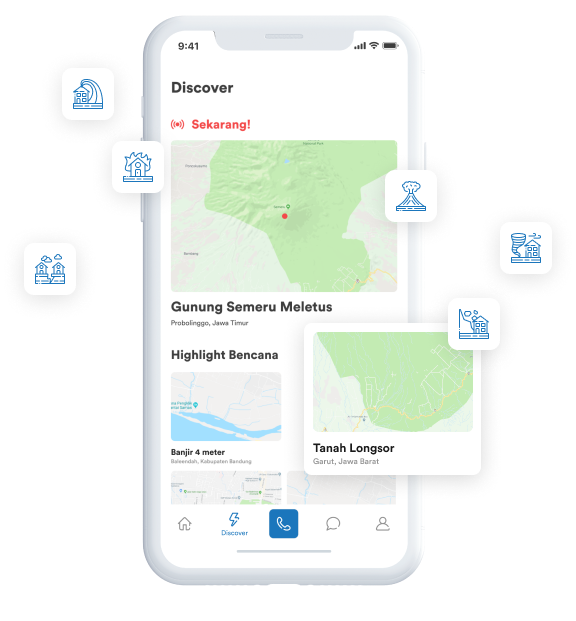 9:41
Discover
Sekarang!
Gunung Semeru Meletus
Probolinggo, Jawa Timur
Highlight Bencana
Banjir 4 meter
Baleendah, Kabupaten Bandung
Tanah Longsor
Garut, Jawa Barat
Discover